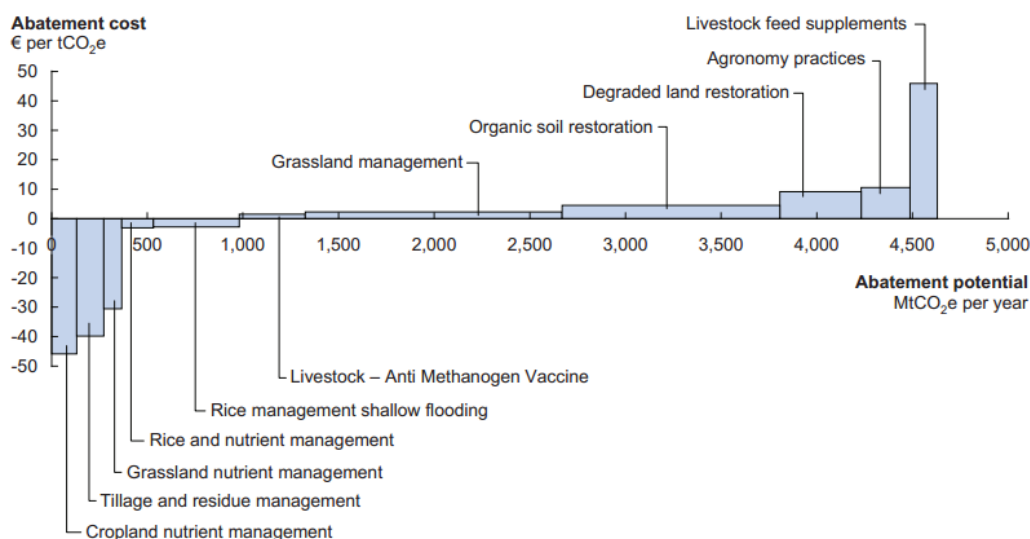 Abatement cost
€ per tCO2e
Livestock feed supplements
Agronomy practices
Degraded land restoration
Organic soil restoration
Grassland management
50
40
30
20
10
0
-10
-20
-30
-40
-50
0 500 1,000 1,500 2,000 2,500 3,000 3,500 4,000 4,500 5,000
Abatement potential
MtCO2e per year
Livestock – Anti Methanogen Vaccine
Rice management shallow flooding
Rice and nutrient management
Grassland nutrient management
Tillage and residue management
Cropland nutrient management